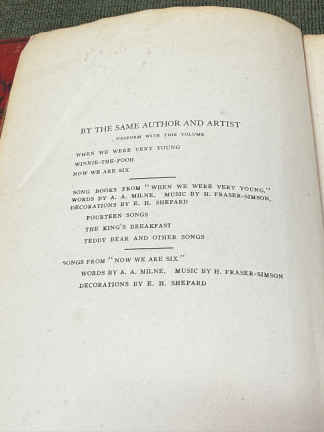 BY THE SAME AUTHOR AND ARTIST
UNIFORM WITH THIS VOLUME
WHEN WE WERE VERY YOUNG
WINNIE-THE-POOH
NOW WE ARE SIX
SONG BOOKS FROM "WHEN WE WERE VERY YOUNG,"
WORDS BY A. A. MILNE, MUSIC BY H. FRASER-SIMSON,
DECORATIONS BY E. H. SHEPARD
FOURTEEN SONGS
THE KING'S BREAKFAST
TEDDY BEAR AND OTHER SONGS
SONGS FROM "NOW WE ARE SIX"
WORDS BY A. A. MILNE, MUSIC BY H. FRASER-SIMSON
DECORATIONS BY E. H. SHEPARD